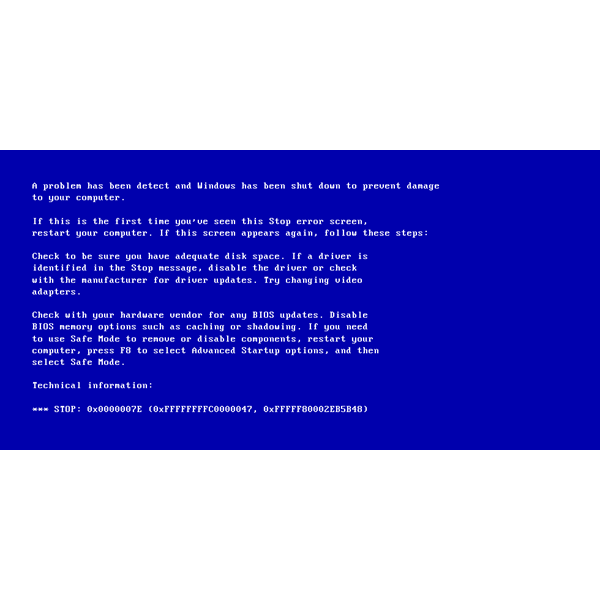 A problem has been detect and Windows has been shut down to prevent damage
to your computer.
If this is the first time you've seen this Stop error screen,
restart your computer. If this screen appears again, follow these steps:
Check to be sure you have adequate disk space. If a driver is
identified in the Stop message, disable the driver or check
with the manufacturer for driver updates. Try changing video
adapters.
Check with your hardware vendor for any BIOS updates. Disable
BIOS memory options such as caching or shadowing. If you need
to use Safe Mode to remove or disable components, restart your
computer, press F8 to select Advanced Startup options, and then
select Safe Mode.
Technical information:
*** STOP: 0x0000007E (0xFFFFFFFFC0000047, 0xFFFFF80002EB5B48)